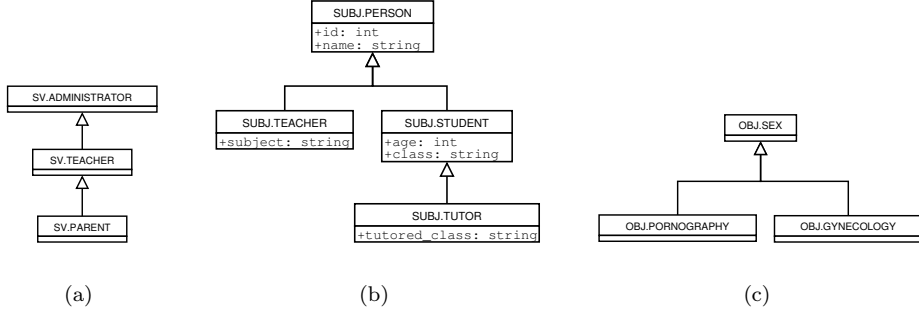 SUBJ.PERSON
+id: int
+name: string
SV.ADMINISTRATOR
SV.TEACHER
SV.PARENT
SUBJ.TEACHER
+subject: string
SUBJ.STUDENT
+age: int
+class: string
SUBJ.TUTOR
+tutored_class: string
OBJ.SEX
OBJ.PORNOGRAPHY
OBJ.GYNECOLOGY
(a)
(b)
(c)